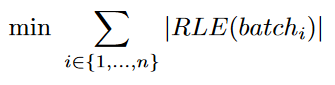 min ∑ |RLE(batch_i)|
i∈{1,...,n}